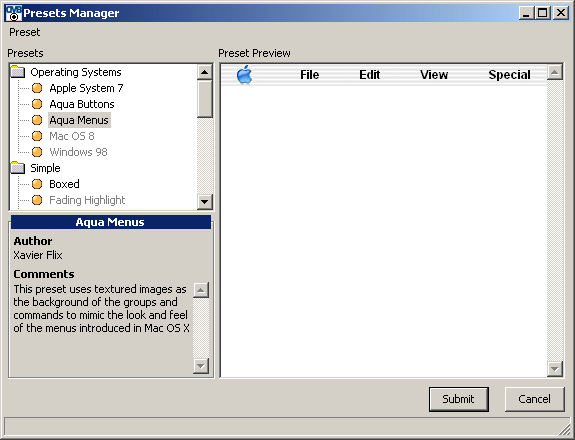 Presets Manager
Preset
Presets
Preset Preview
Operating Systems
Apple System 7
Aqua Buttons
Aqua Menus
Mac OS 8
Windows 98
Simple
Boxed
Fading Highlight
File Edit View Special
Aqua Menus
Author
Xavier Flix
Comments
This preset uses textured images as
the background of the groups and
commands to mimic the look and feel
of the menus introduced in Mac OS X
Submit Cancel